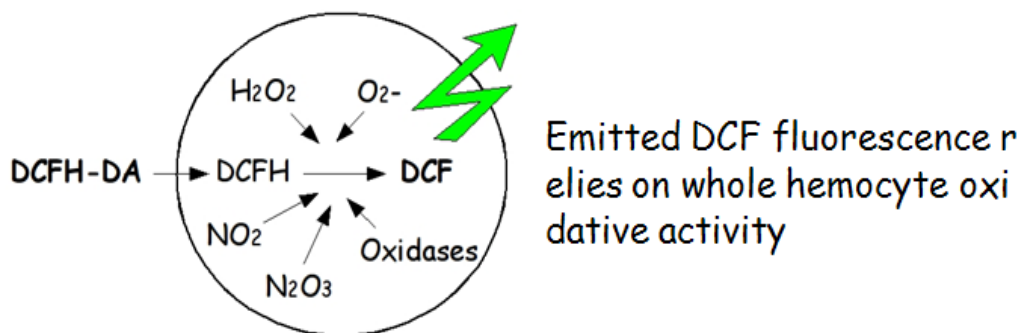 H2O2 O2-
DCFH-DA DCFH DCF
NO2 Oxidases
N2O3
Emitted DCF fluorescence r
elies on whole hemocyte oxi
dative activity